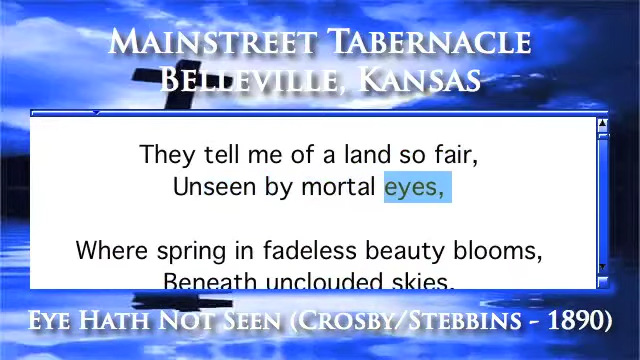 Mainstreet Tabernacle
Belleville, Kansas
They tell me of a land so fair,
Unseen by mortal eyes,
Where spring in fadeless beauty blooms,
Beneath unclouded skies.
Eye Hath Not Seen (Crosby/Stebbins - 1890)